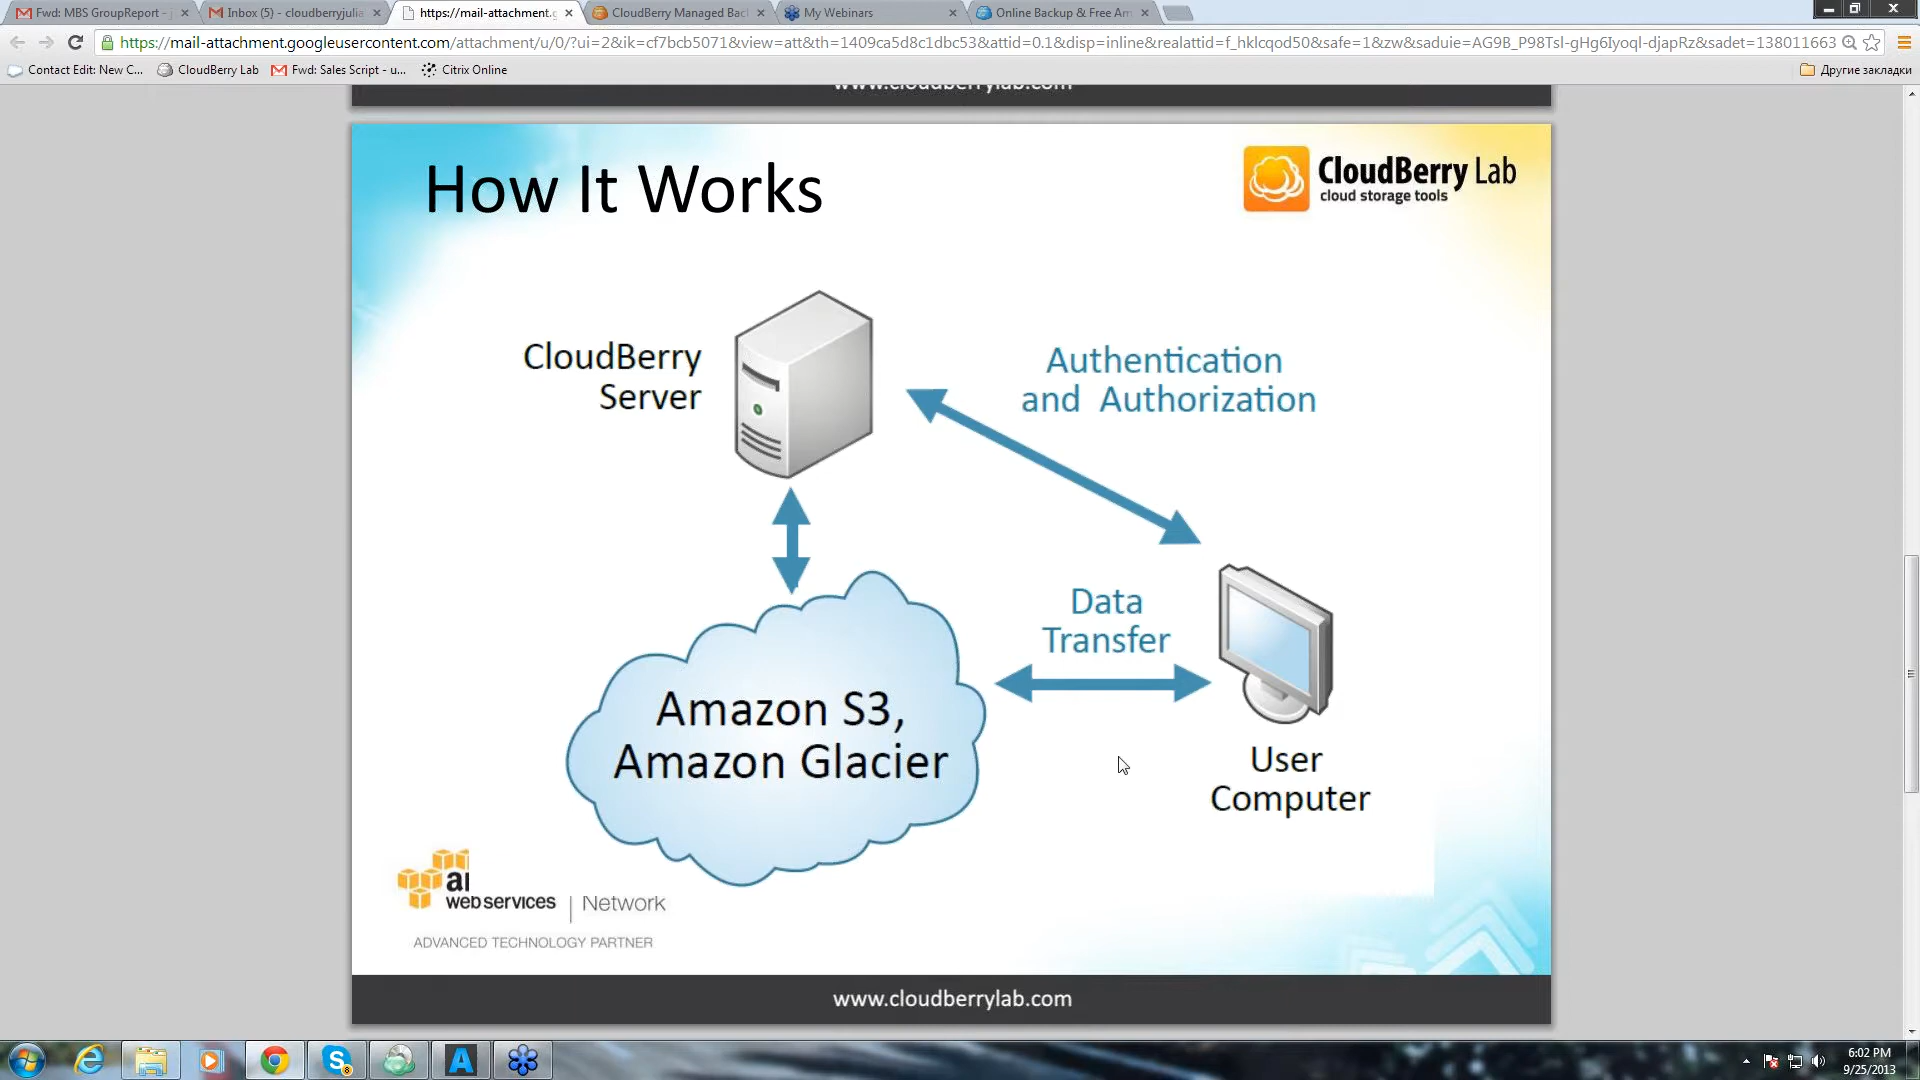 Fwd: MBS GroupReport - j
Inbox (5) - cloudberryjulia
https://mail-attachment.g
CloudBerry Managed Bac
My Webinars
Online Backup & Free Am
https://mail-attachment.googleusercontent.com/attachment/u/0/?ui=2&ik=cf7bcb5071&view=att&th=1409ca5d8c1dbc53&attid=0.1&disp=inline&realattid=f_hklcqod50&safe=1&zw&saduie=AG9B_P98Tsl-gHg6Iyoql-djapRz&sadet=138011663
Contact Edit: New C...
CloudBerry Lab
Fwd: Sales Script - u...
Citrix Online
Другие закладки
www.cloudberrylab.com
How It Works
CloudBerry Lab
cloud storage tools
CloudBerry
Server
Authentication
and Authorization
Data
Transfer
Amazon S3,
Amazon Glacier
User
Computer
web services | Network
ADVANCED TECHNOLOGY PARTNER
www.cloudberrylab.com
6:02 PM
9/25/2013